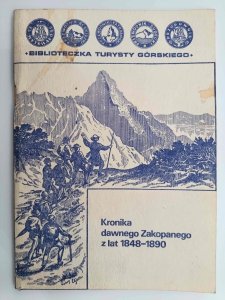 •BIBLIOTECZKA TURYSTY GÓRSKIEGO•
Kronika
dawnego Zakopanego
z lat 1848-1890